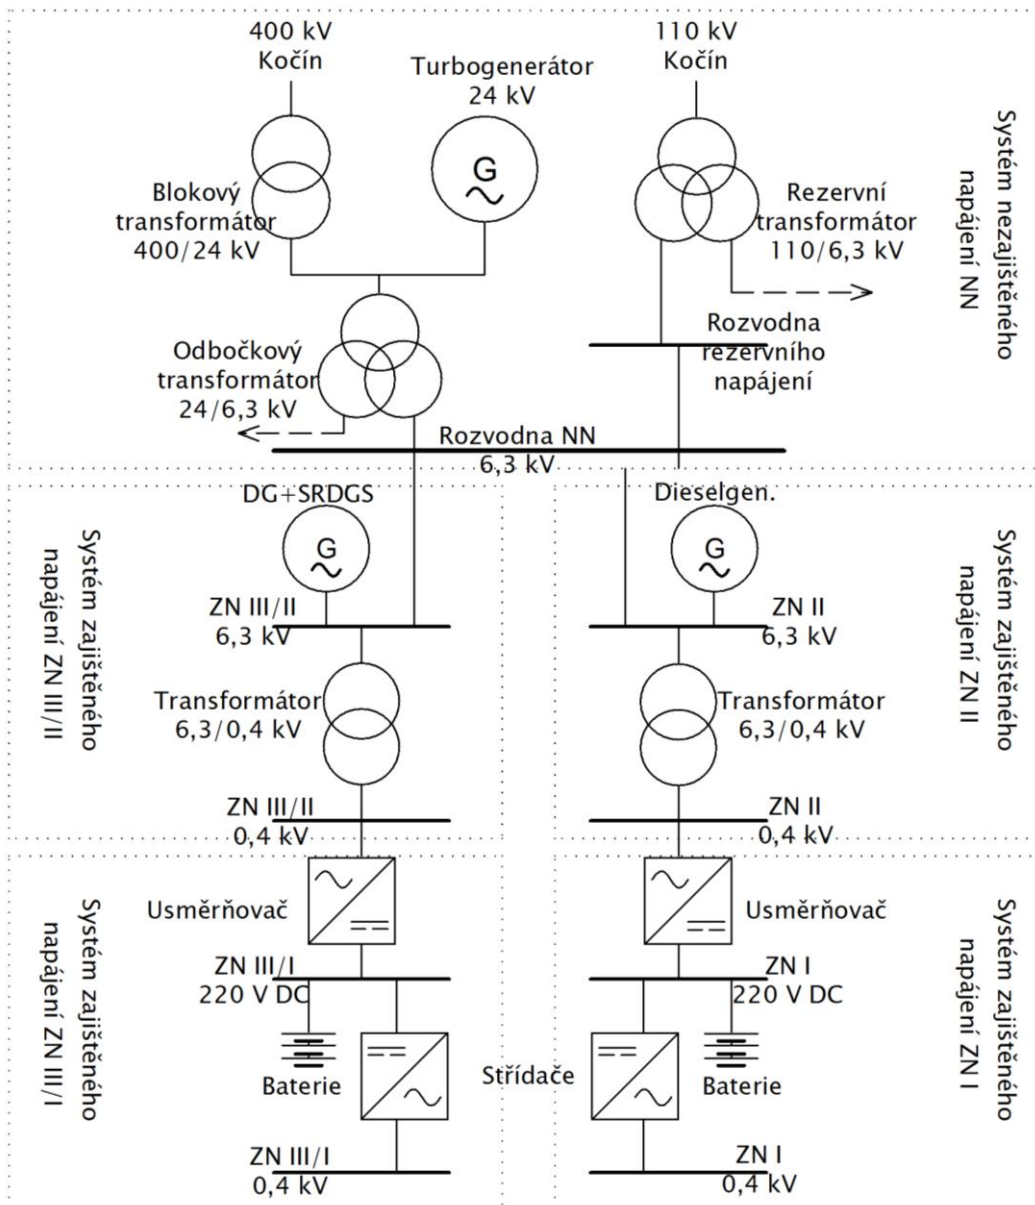 400 kV
Kočín
110 kV
Kočín
Turbogenerátor
24 kV
G
Systém nezajištěného
napájení NN
Blokový
transformátor
400/24 kV
Rezervní
transformátor
110/6,3 kV
Odbočkový
transformátor
24/6,3 kV
Rozvodna
rezervního
napájení
Rozvodna NN
6,3 kV
DG+SRDGS
Dieselgen.
G
G
Systém zajištěného
napájení ZN III/II
Systém zajištěného
napájení ZN II
ZN III/II
6,3 kV
ZN II
6,3 kV
Transformátor
6,3/0,4 kV
Transformátor
6,3/0,4 kV
ZN III/II
0,4 kV
ZN II
0,4 kV
Systém zajištěného
napájení ZN III/I
Systém zajištěného
napájení ZN I
Usměrňovač
Usměrňovač
ZN III/I
220 V DC
ZN I
220 V DC
Baterie
Střídače
Baterie
ZN III/I
0,4 kV
ZN I
0,4 kV